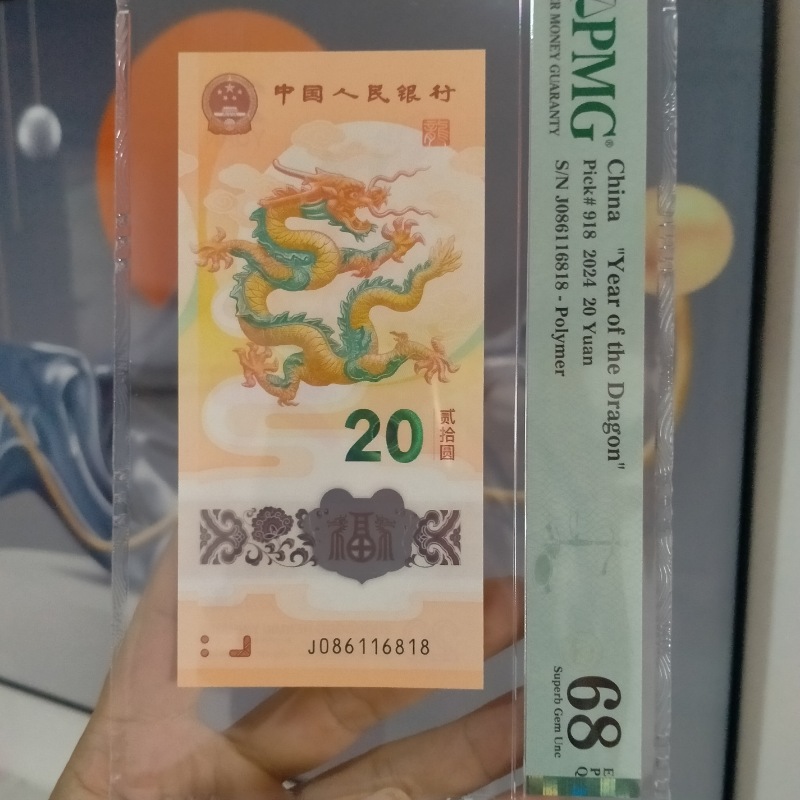 中国人民银行
龍
20
贰拾圆
福
J086116818
PMG
MONEY GUARANTY
China "Year of the Dragon"
Pick# 918 2024 20 Yuan
S/N J086116818 - Polymer
68
Superb Gem Unc
E
P
Q